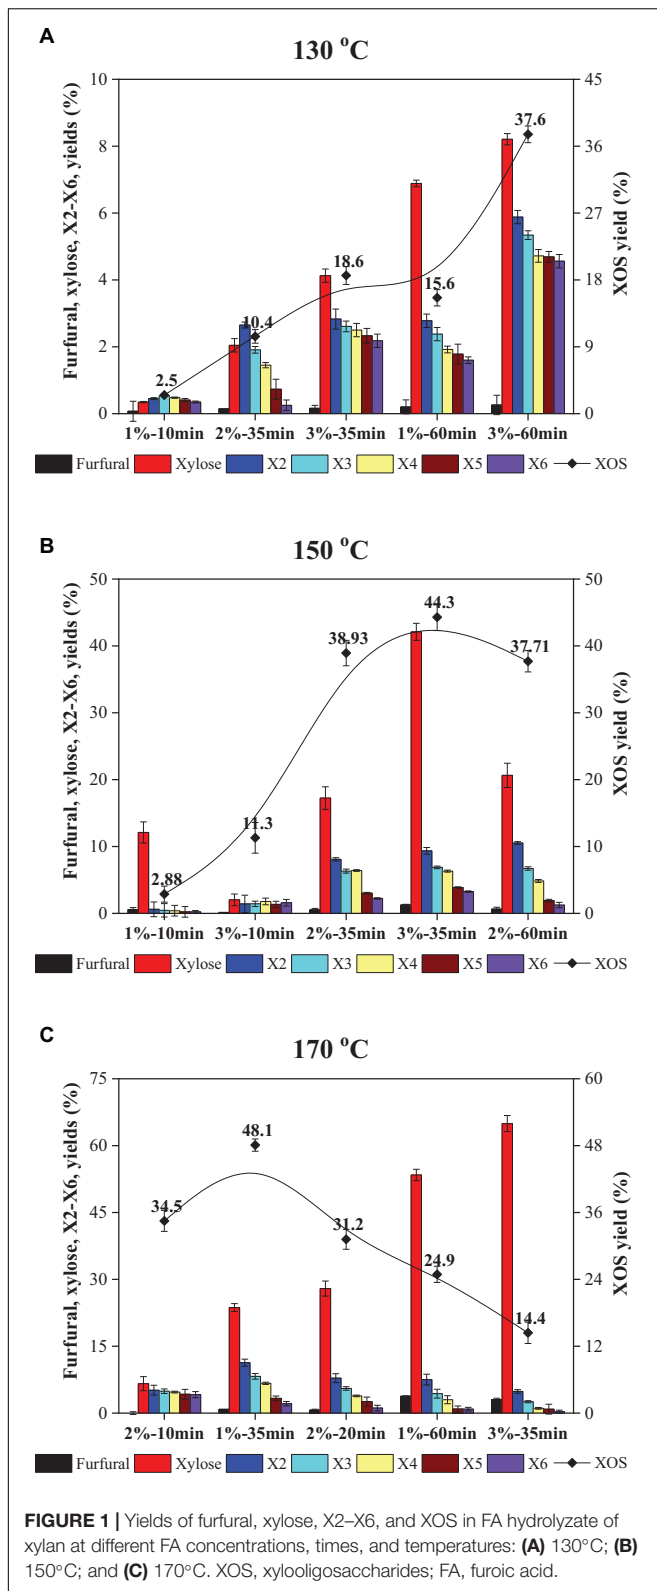 A
130 °C
10
8
6
4
2
0
Furfural, xylose, X2-X6, yields (%)
45
36
27
18
9
0
XOS yield (%)
2.5
10.4
18.6
15.6
37.6
1%-10min 2%-35min 3%-35min 1%-60min 3%-60min
Furfural Xylose X2 X3 X4 X5 X6 XOS
B
150 °C
50
40
30
20
10
0
Furfural, xylose, X2-X6, yields (%)
50
40
30
20
10
0
XOS yield (%)
2.88
11.3
38.93
44.3
37.71
1%-10min 3%-10min 2%-35min 3%-35min 2%-60min
Furfural Xylose X2 X3 X4 X5 X6 XOS
C
170 °C
75
60
45
30
15
0
Furfural, xylose, X2-X6, yields (%)
60
48
36
24
12
0
XOS yield (%)
34.5
48.1
31.2
24.9
14.4
2%-10min 1%-35min 2%-20min 1%-60min 3%-35min
Furfural Xylose X2 X3 X4 X5 X6 XOS
FIGURE 1 | Yields of furfural, xylose, X2–X6, and XOS in FA hydrolyzate of
xylan at different FA concentrations, times, and temperatures: (A) 130°C; (B)
150°C; and (C) 170°C. XOS, xylooligosaccharides; FA, furoic acid.